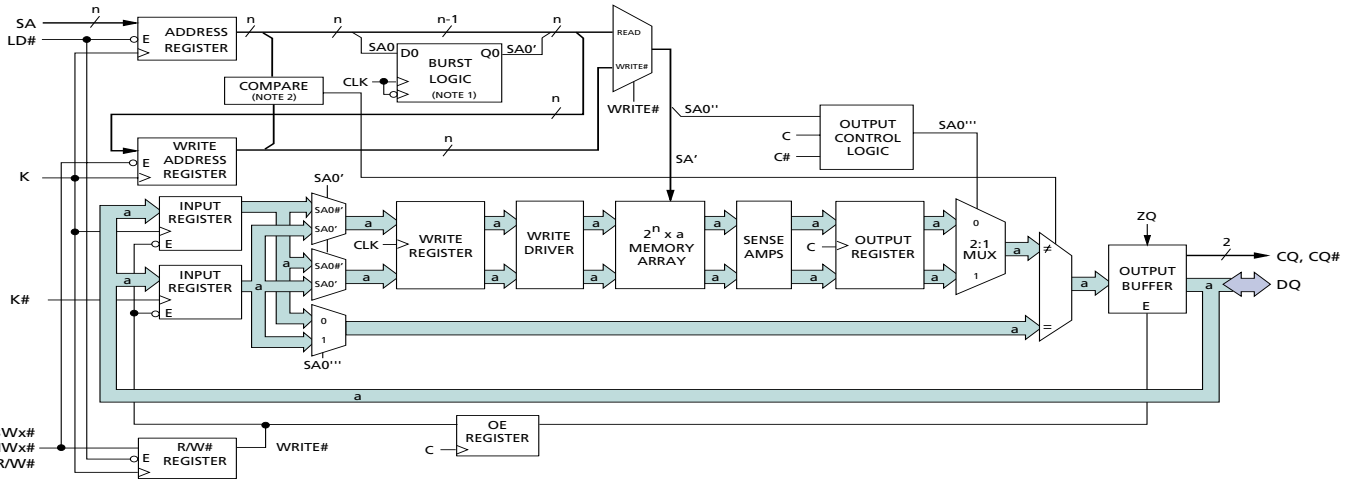 SA
n
LD#
E
ADDRESS
REGISTER
n
n
n-1
n
SA0
D0
Q0
SA0'
BURST
LOGIC
(NOTE 1)
CLK
COMPARE
(NOTE 2)
READ
WRITE#
WRITE#
n
n
SA0''
C
C#
OUTPUT
CONTROL
LOGIC
SA0'''
WRITE
ADDRESS
REGISTER
E
K
SA'
SA0'
a
INPUT
REGISTER
E
SA0#'
SA0'
a
SA0#'
SA0'
a
CLK
a
a
WRITE
REGISTER
a
a
WRITE
DRIVER
a
a
2n x a
MEMORY
ARRAY
a
a
SENSE
AMPS
a
a
C
OUTPUT
REGISTER
a
a
0
2:1
MUX
1
a
≠
=
a
ZQ
OUTPUT
BUFFER
E
2
CQ, CQ#
a
DQ
K#
a
INPUT
REGISTER
E
0
1
SA0'''
a
a
Wx#
Wx#
R/W#
E
R/W#
REGISTER
WRITE#
C
OE
REGISTER